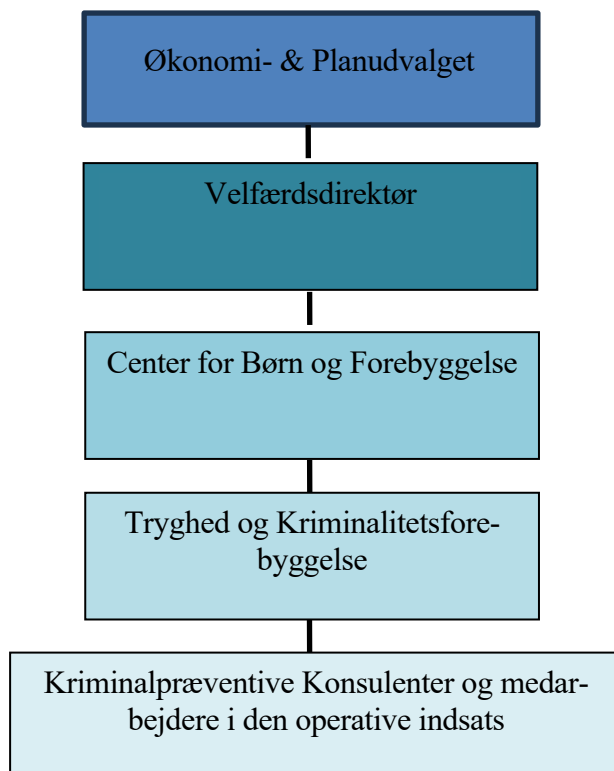 Økonomi- & Planudvalget
Velfærdsdirektør
Center for Børn og Forebyggelse
Tryghed og Kriminalitetsfore-
byggelse
Kriminalpræventive Konsulenter og medar-
bejdere i den operative indsats